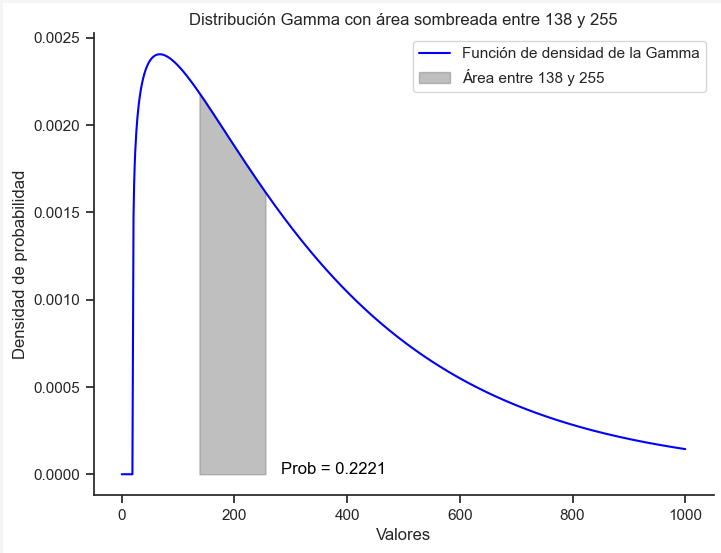 Distribución Gamma con área sombreada entre 138 y 255
Función de densidad de la Gamma
Área entre 138 y 255
Densidad de probabilidad
0.0025
0.0020
0.0015
0.0010
0.0005
0.0000
Prob = 0.2221
0 200 400 600 800 1000
Valores